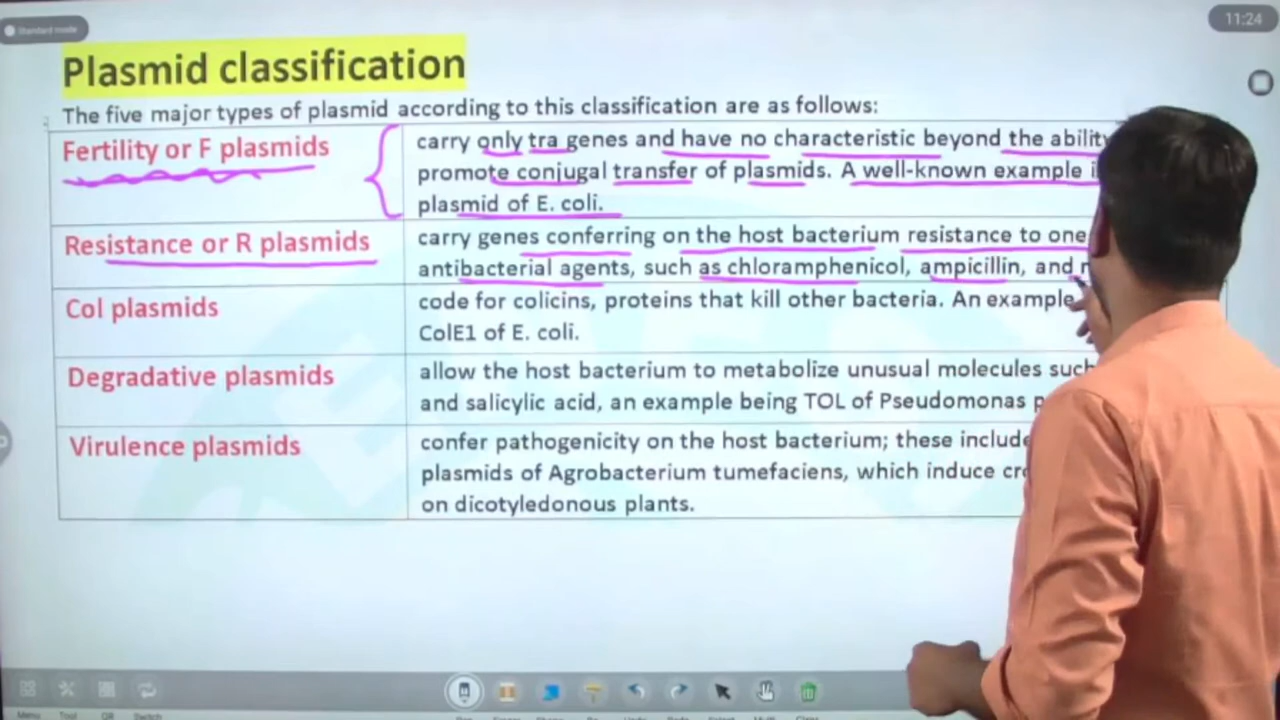 Standard mode
11:24
Plasmid classification
The five major types of plasmid according to this classification are as follows:
Fertility or F plasmids
carry only tra genes and have no characteristic beyond the ability
promote conjugal transfer of plasmids. A well-known example
plasmid of E. coli.
Resistance or R plasmids
carry genes conferring on the host bacterium resistance to one
antibacterial agents, such as chloramphenicol, ampicillin, and
Col plasmids
code for colicins, proteins that kill other bacteria. An example
ColE1 of E. coli.
Degradative plasmids
allow the host bacterium to metabolize unusual molecules such
and salicylic acid, an example being TOL of Pseudomonas
Virulence plasmids
confer pathogenicity on the host bacterium; these include
plasmids of Agrobacterium tumefaciens, which induce
on dicotyledonous plants.
Menu Tool QR Switch